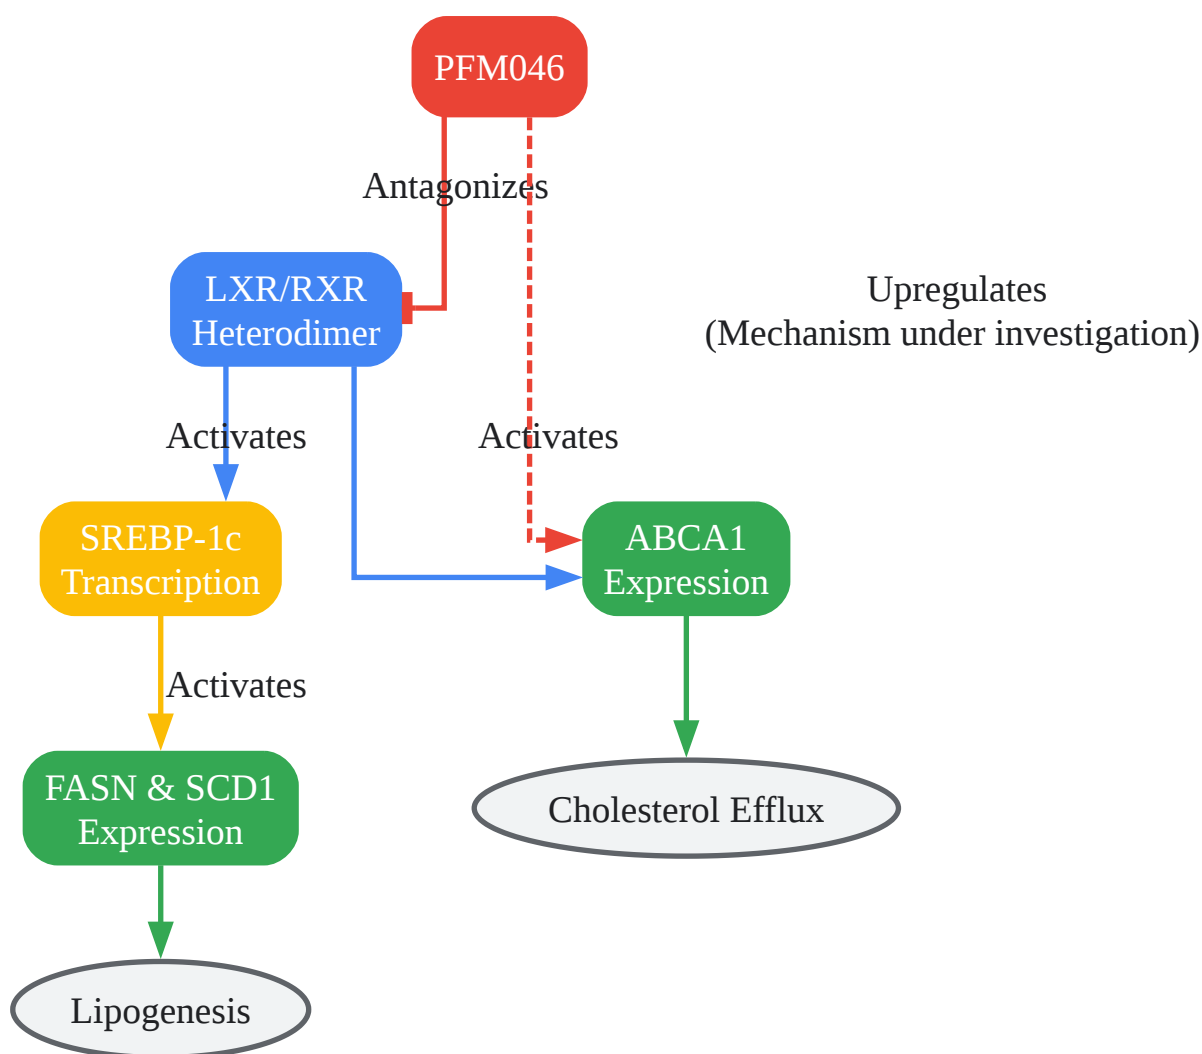 PFM046
Antagonizes
LXR/RXR
Heterodimer
Upregulates
(Mechanism under investigation)
Activates
Activates
SREBP-1c
Transcription
ABCA1
Expression
Activates
FASN & SCD1
Expression
Cholesterol Efflux
Lipogenesis